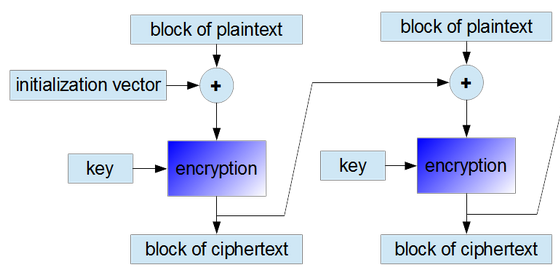 block of plaintext
block of plaintext
initialization vector
+
+
key
encryption
key
encryption
block of ciphertext
block of ciphertext